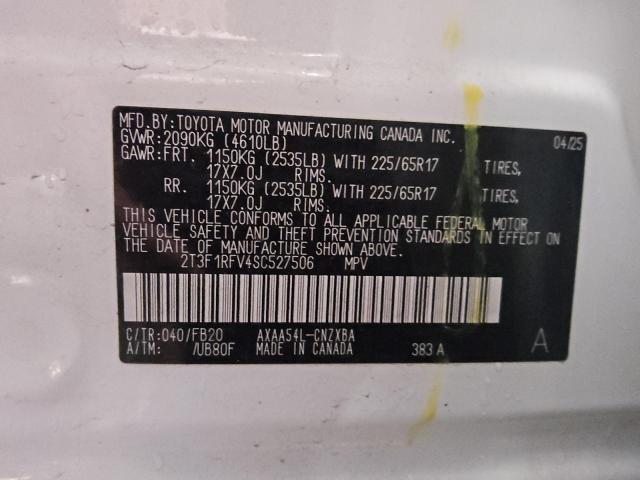 MFD. BY: TOYOTA MOTOR MANUFACTURING CANADA INC. 04/25
GVWR: 2090KG (4610LB)
GAWR: FRT. 1150KG (2535LB) WITH 225/65R17 TIRES,
17X7.0J RIMS.
RR. 1150KG (2535LB) WITH 225/65R17 TIRES,
17X7.0J RIMS.
THIS VEHICLE CONFORMS TO ALL APPLICABLE FEDERAL MOTOR
VEHICLE SAFETY AND THEFT PREVENTION STANDARDS IN EFFECT ON
THE DATE OF MANUFACTURE SHOWN ABOVE.
2T3F1RFV4SC527506 MPV
C/TR: 040/FB20 AXAA54L-CNZXBA
A/TM: /UB80F MADE IN CANADA 383 A A